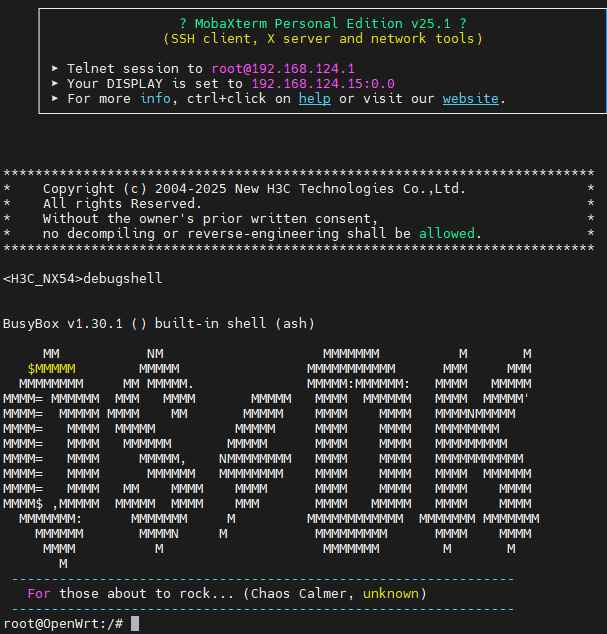 ? MobaXterm Personal Edition v25.1 ?
(SSH client, X server and network tools)
➤ Telnet session to root@192.168.124.1
➤ Your DISPLAY is set to 192.168.124.15:0.0
➤ For more info, ctrl+click on help or visit our website.
******************************************************************************
*    Copyright (c) 2004-2025 New H3C Technologies Co.,Ltd.               *
*    All rights Reserved.                                                *
*    Without the owner's prior written consent,                          *
*    no decompiling or reverse-engineering shall be allowed.             *
******************************************************************************
<H3C_NX54>debugshell
BusyBox v1.30.1 () built-in shell (ash)
     MM           NM                    MMMMMMM          M       M
   $MMMMM        MMMMM                MMMMMMMMMMM      MMM     MMM
  MMMMMMMM     MM MMMMM.              MMMMM:MMMMMM:   MMMM   MMMMM
MMMM= MMMMMM  MMM   MMMM       MMMMM   MMMM  MMMMMM   MMMM  MMMMM'
MMMM=  MMMMM MMMM    MM       MMMMM    MMMM    MMMM   MMMMNMMMMM
MMMM=   MMMM  MMMMM          MMMMM     MMMM    MMMM   MMMMMMMM
MMMM=   MMMM   MMMMMM       MMMMM      MMMM    MMMM   MMMMMMMMM
MMMM=   MMMM     MMMMM,    NMMMMMMMM   MMMM    MMMM   MMMMMMMMMMM
MMMM=   MMMM      MMMMMM   MMMMMMMM    MMMM    MMMM   MMMM  MMMMMM
MMMM=   MMMM   MM    MMMM    MMMM      MMMM    MMMM   MMMM    MMMM
MMMM$ ,MMMMM  MMMMM  MMMM    MMM       MMMM   MMMMM   MMMM    MMMM
  MMMMMMM:      MMMMMMM     M         MMMMMMMMMMMM  MMMMMMM MMMMMMM
    MMMMMM       MMMMN     M           MMMMMMMMM      MMMM    MMMM
     MMMM          M                    MMMMMMM        M       M
       M
 ---------------------------------------------------------------
   For those about to rock... (Chaos Calmer, unknown)
 ---------------------------------------------------------------
root@OpenWrt:/#